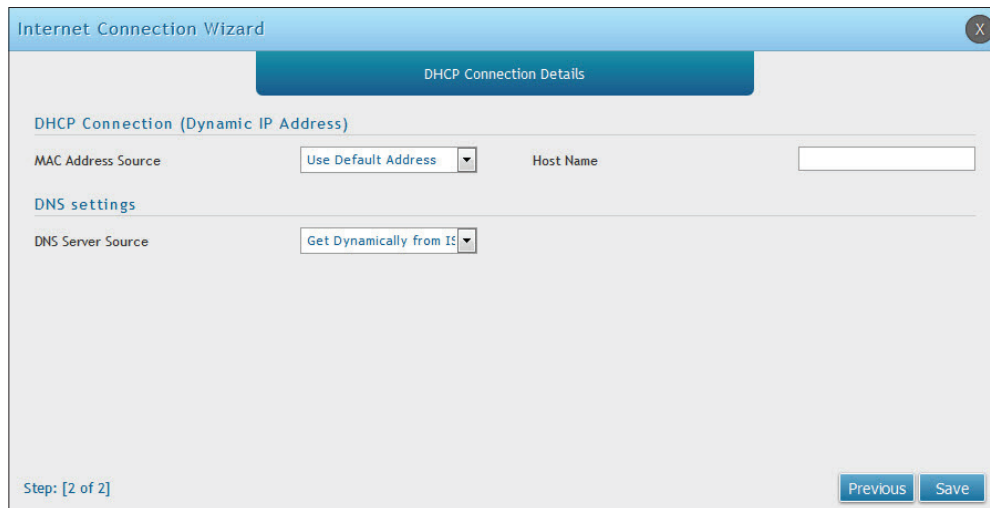 Internet Connection Wizard
X
DHCP Connection Details
DHCP Connection (Dynamic IP Address)
MAC Address Source Use Default Address Host Name
DNS settings
DNS Server Source Get Dynamically from IS
Step: [2 of 2] Previous Save